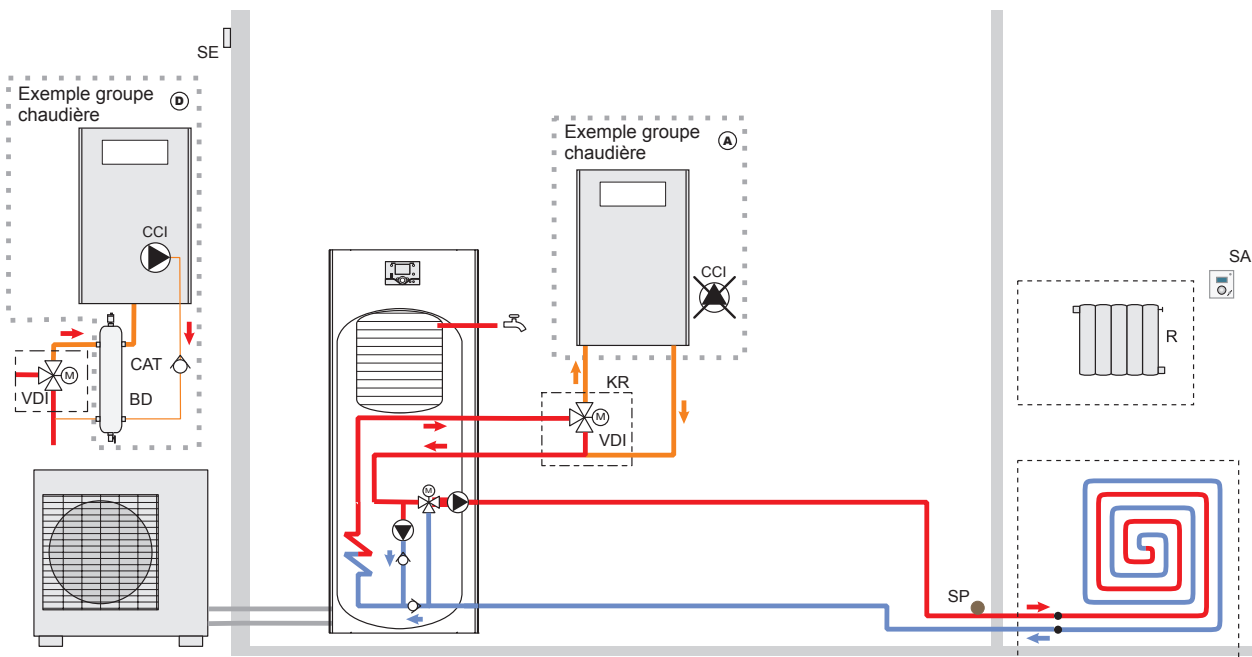 SE
Exemple groupe
chaudière
D
CCI
CAT
M
VDI
BD
Exemple groupe
chaudière
A
CCI
KR
M
VDI
M
SP
SA
R